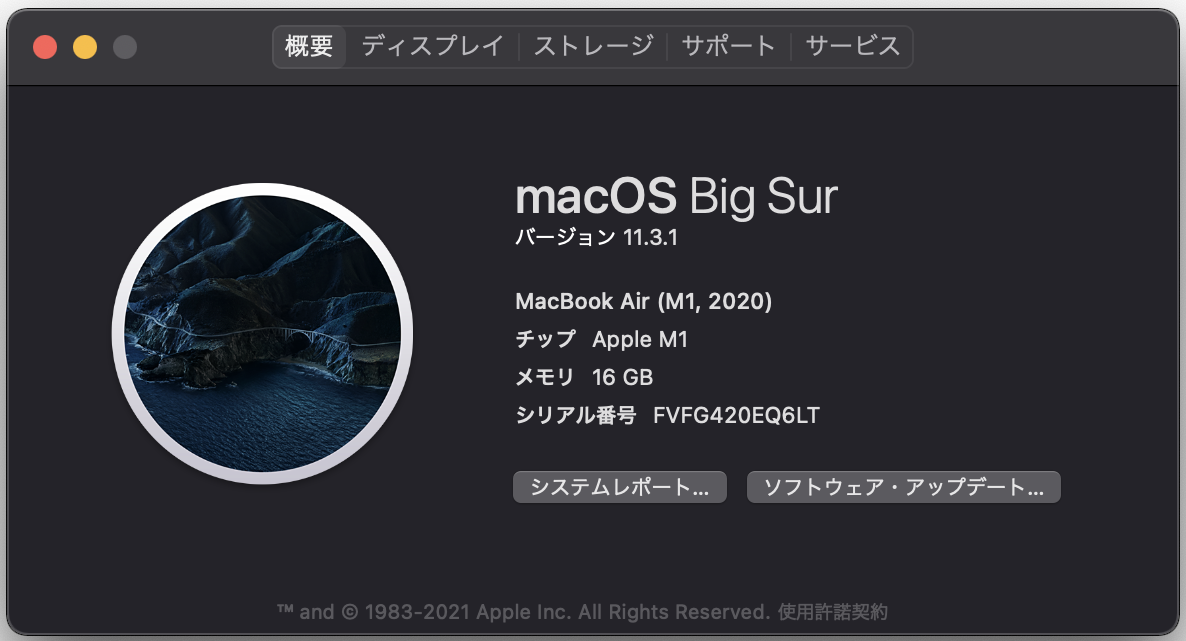 概要 ディスプレイ ストレージ サポート サービス
macOS Big Sur
バージョン 11.3.1
MacBook Air (M1, 2020)
チップ Apple M1
メモリ 16 GB
シリアル番号 FVFG420EQ6LT
システムレポート... ソフトウェア・アップデート...
™ and © 1983-2021 Apple Inc. All Rights Reserved. 使用許諾契約